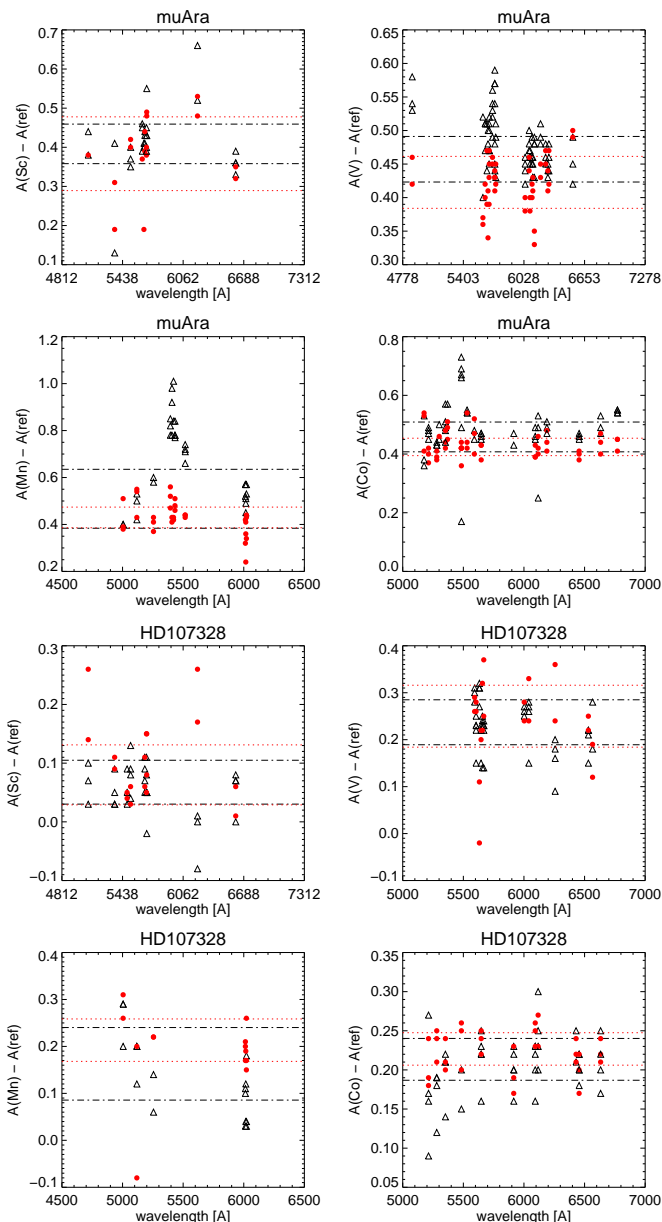 muAra
A(Sc) − A(ref)
0.7
0.6
0.5
0.4
0.3
0.2
0.1
4812 5438 6062 6688 7312
wavelength [A]
muAra
A(V) − A(ref)
0.60
0.55
0.50
0.45
0.40
0.35
0.30
4778 5403 6028 6653 7278
wavelength [A]
muAra
A(Mn) − A(ref)
1.2
1.0
0.8
0.6
0.4
0.2
4500 5000 5500 6000 6500
wavelength [A]
muAra
A(Co) − A(ref)
0.8
0.6
0.4
0.2
0.0
5000 5500 6000 6500 7000
wavelength [A]
HD107328
A(Sc) − A(ref)
0.3
0.2
0.1
0.0
−0.1
4812 5438 6062 6688 7312
wavelength [A]
HD107328
A(V) − A(ref)
0.4
0.3
0.2
0.1
0.0
−0.1
5000 5500 6000 6500 7000
wavelength [A]
HD107328
A(Mn) − A(ref)
0.4
0.3
0.2
0.1
0.0
−0.1
4500 5000 5500 6000 6500
wavelength [A]
HD107328
A(Co) − A(ref)
0.35
0.30
0.25
0.20
0.15
0.10
0.05
5000 5500 6000 6500 7000
wavelength [A]